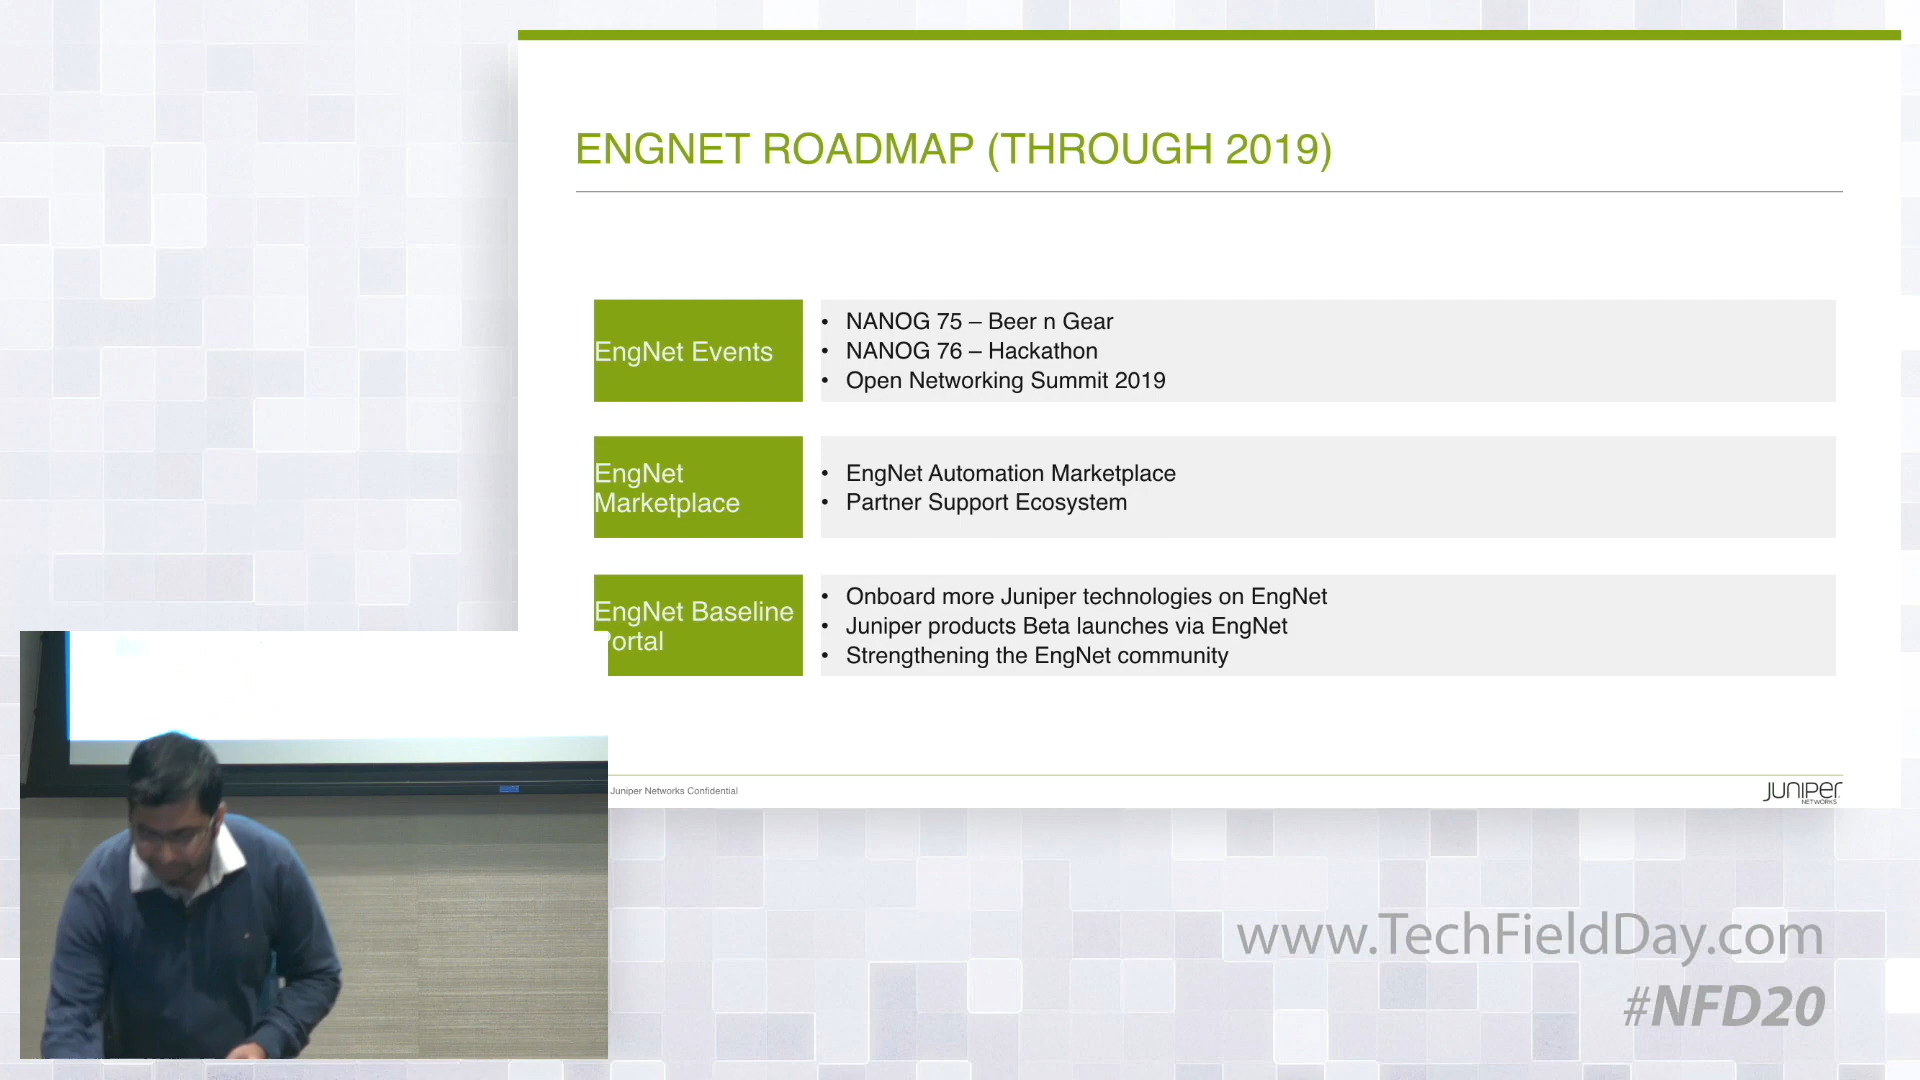 ENGNET ROADMAP (THROUGH 2019)
EngNet Events
• NANOG 75 – Beer n Gear
• NANOG 76 – Hackathon
• Open Networking Summit 2019
EngNet
Marketplace
• EngNet Automation Marketplace
• Partner Support Ecosystem
EngNet Baseline
ortal
• Onboard more Juniper technologies on EngNet
• Juniper products Beta launches via EngNet
• Strengthening the EngNet community
Juniper Networks Confidential
JUNIPEr
NETWORKS
www.TechFieldDay.com
#NFD20